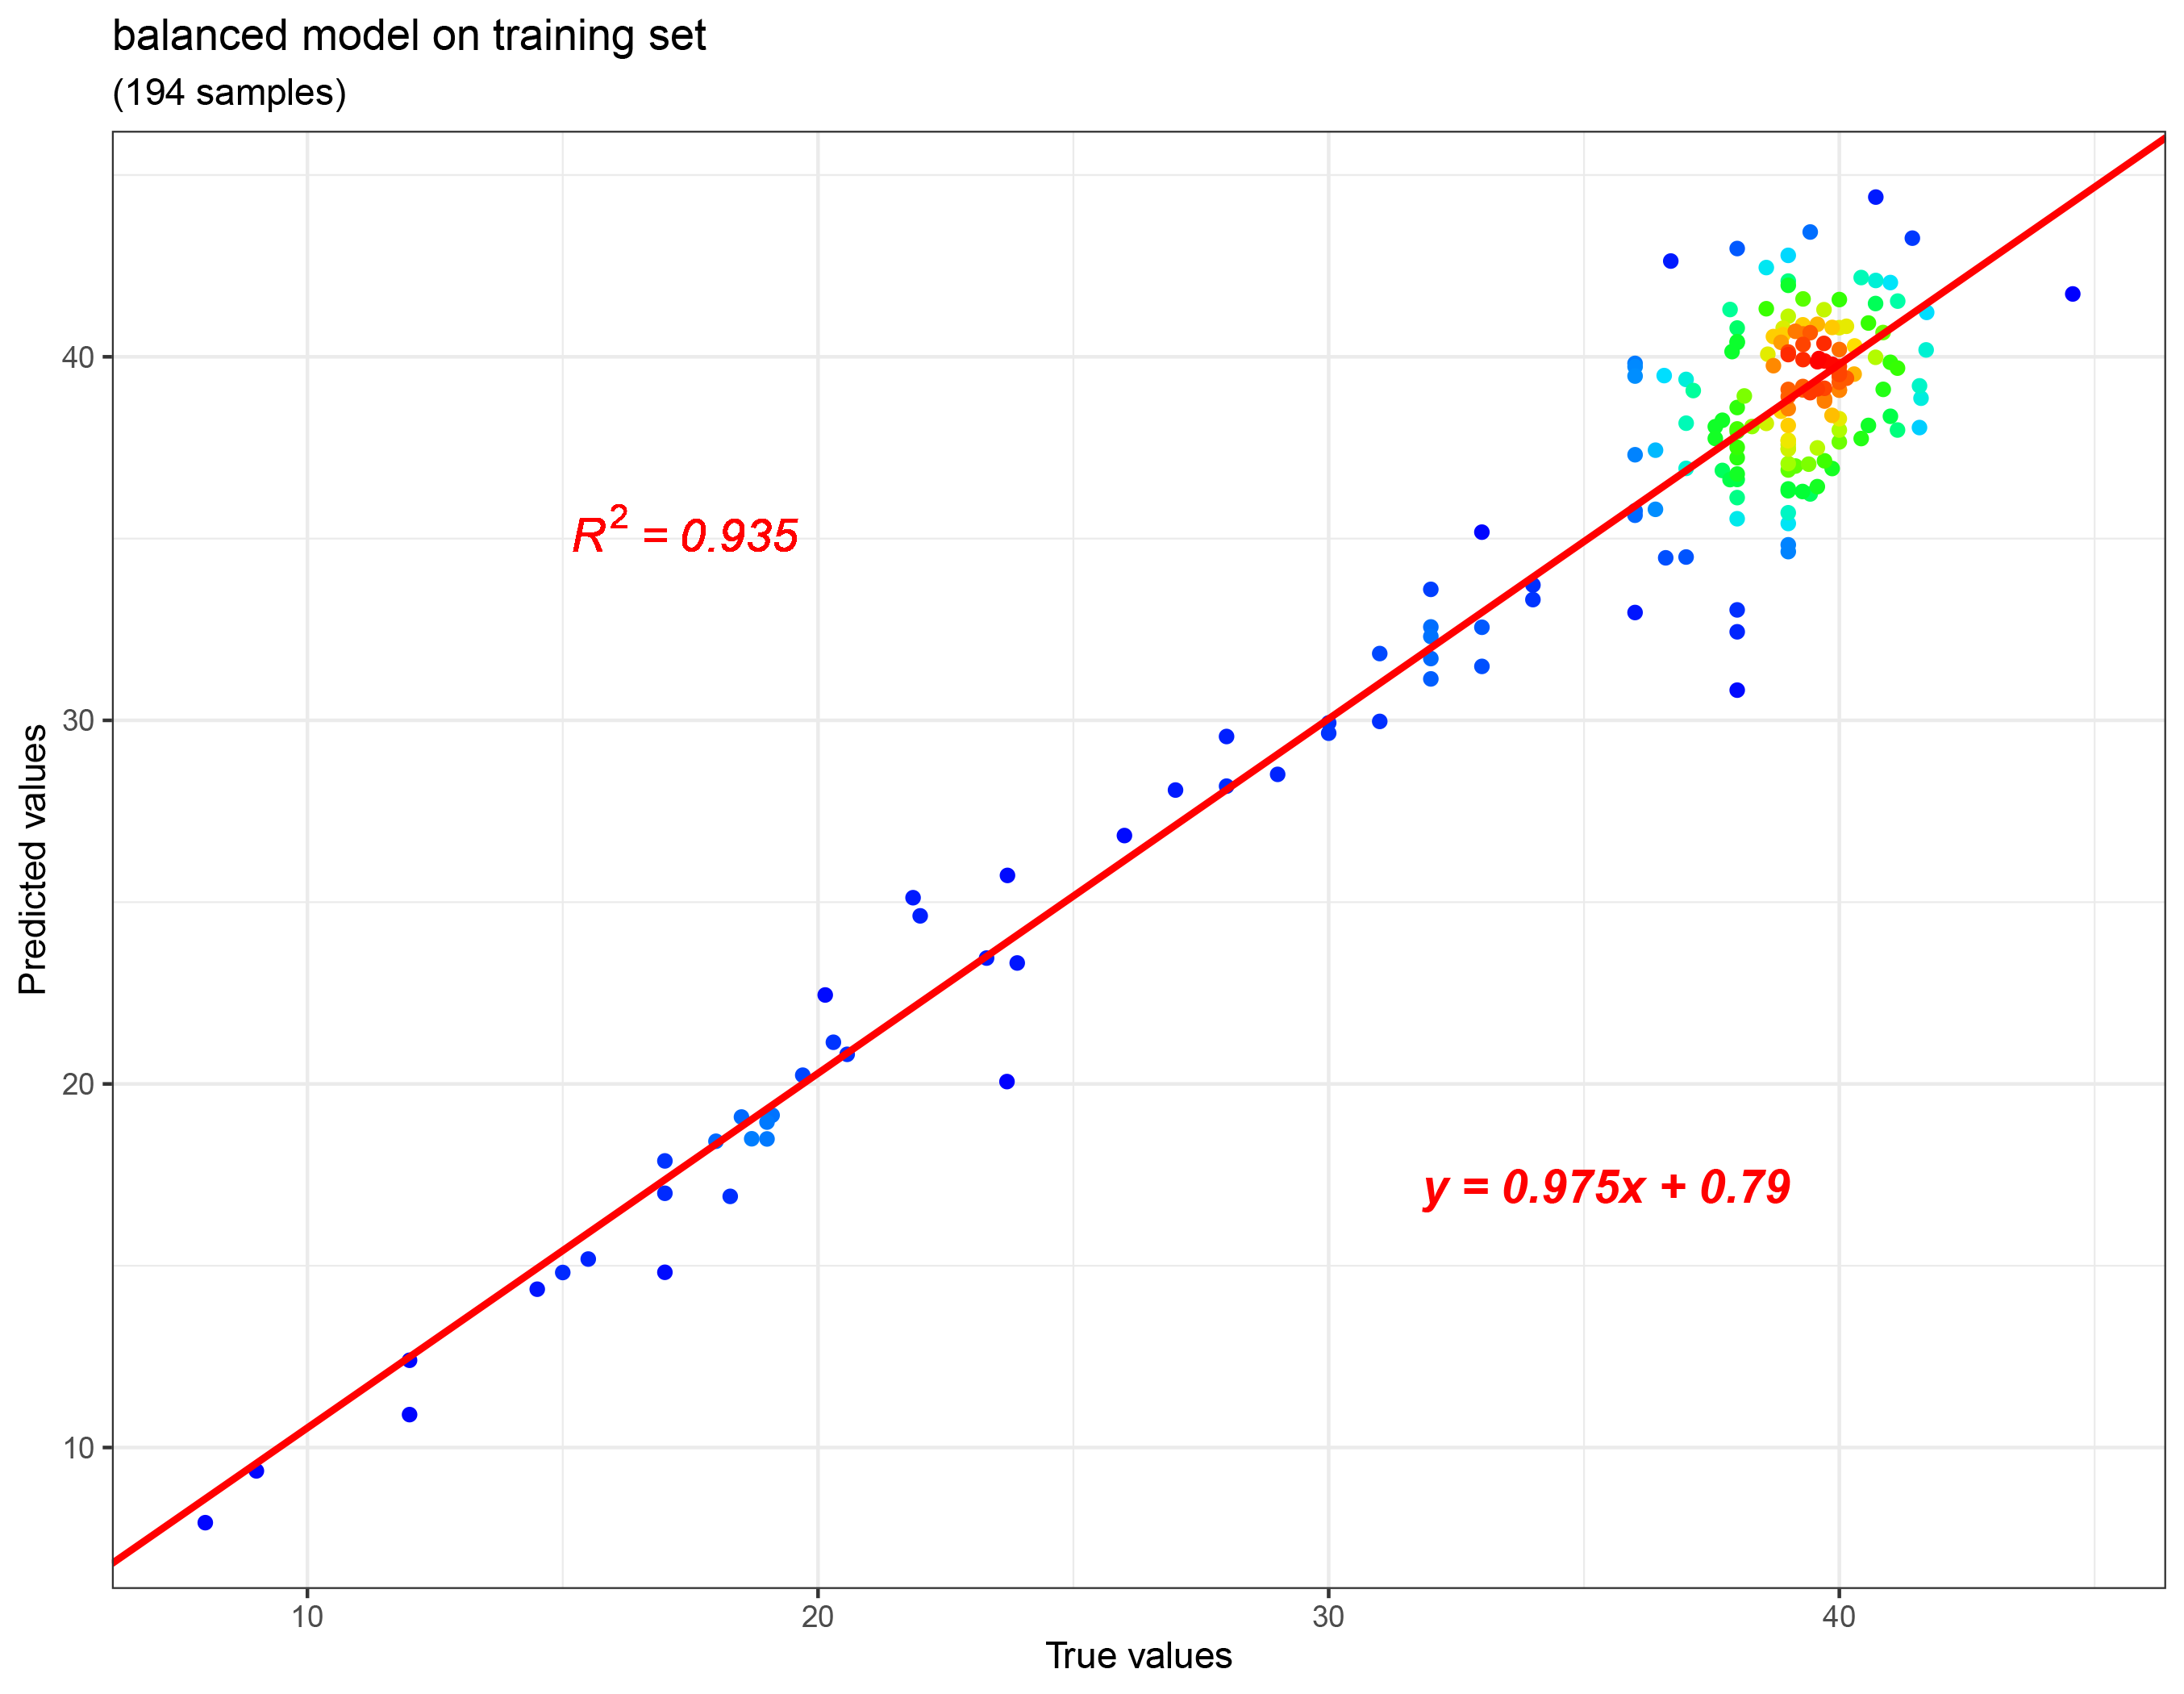 balanced model on training set
(194 samples)
R² = 0.935
y = 0.975x + 0.79
Predicted values
40
30
20
10
10 20 30 40
True values